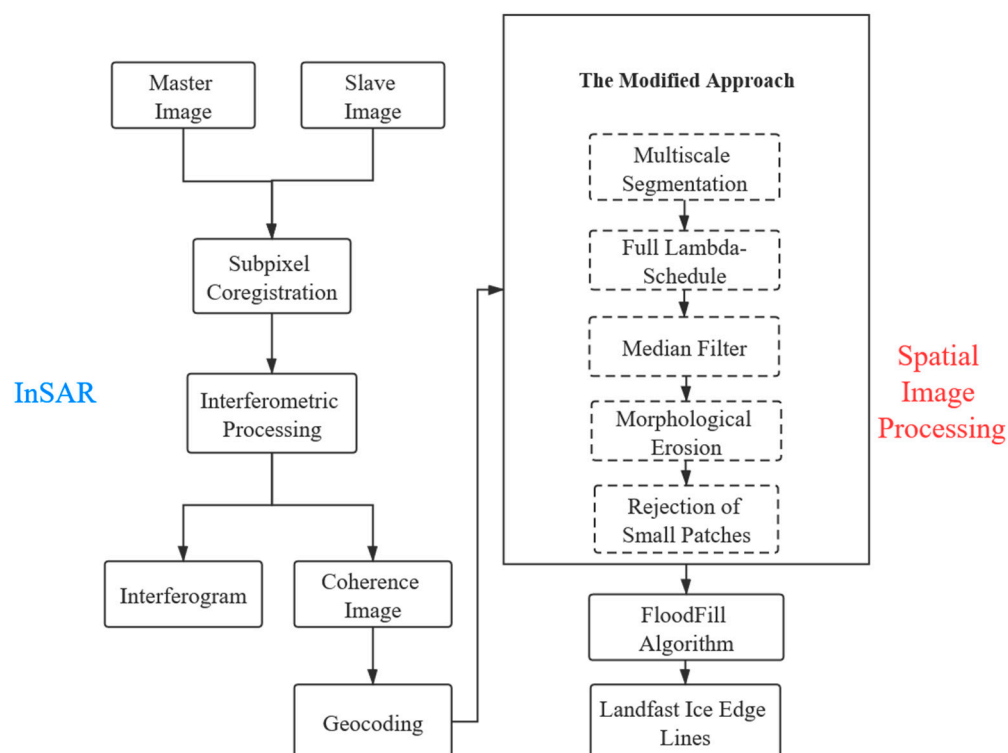 Master
Image
Slave
Image
Subpixel
Coregistration
InSAR
Interferometric
Processing
Interferogram
Coherence
Image
Geocoding
The Modified Approach
Multiscale
Segmentation
Full Lambda-
Schedule
Median Filter
Morphological
Erosion
Rejection of
Small Patches
Spatial
Image
Processing
FloodFill
Algorithm
Landfast Ice Edge
Lines